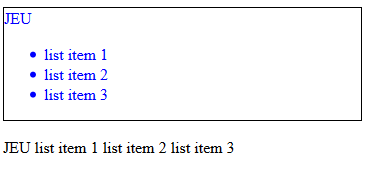 JEU
• list item 1
• list item 2
• list item 3
JEU list item 1 list item 2 list item 3